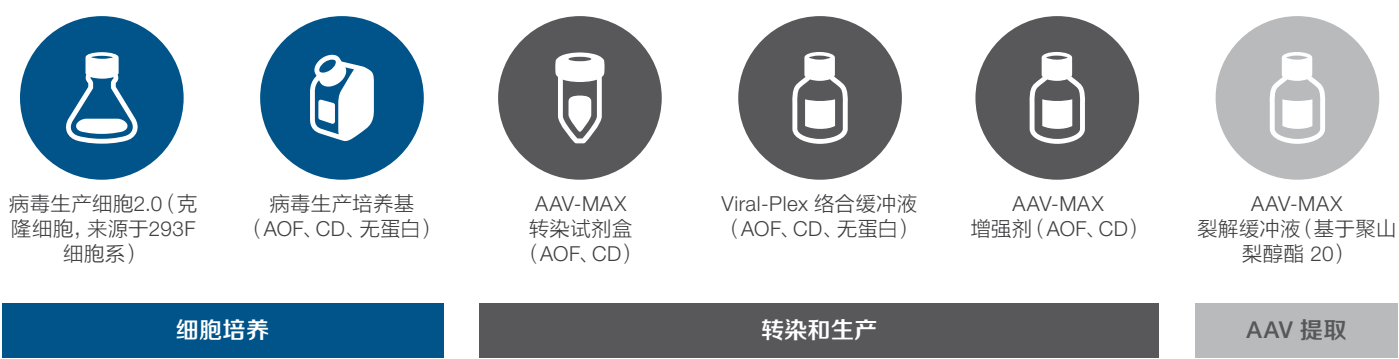 病毒生产细胞2.0（克
隆细胞，来源于293F
细胞系）
病毒生产培养基
（AOF、CD、无蛋白）
AAV-MAX
转染试剂盒
（AOF、CD）
Viral-Plex 络合缓冲液
（AOF、CD、无蛋白）
AAV-MAX
增强剂（AOF、CD）
AAV-MAX
裂解缓冲液（基于聚山
梨醇酯 20）
细胞培养
转染和生产
AAV 提取